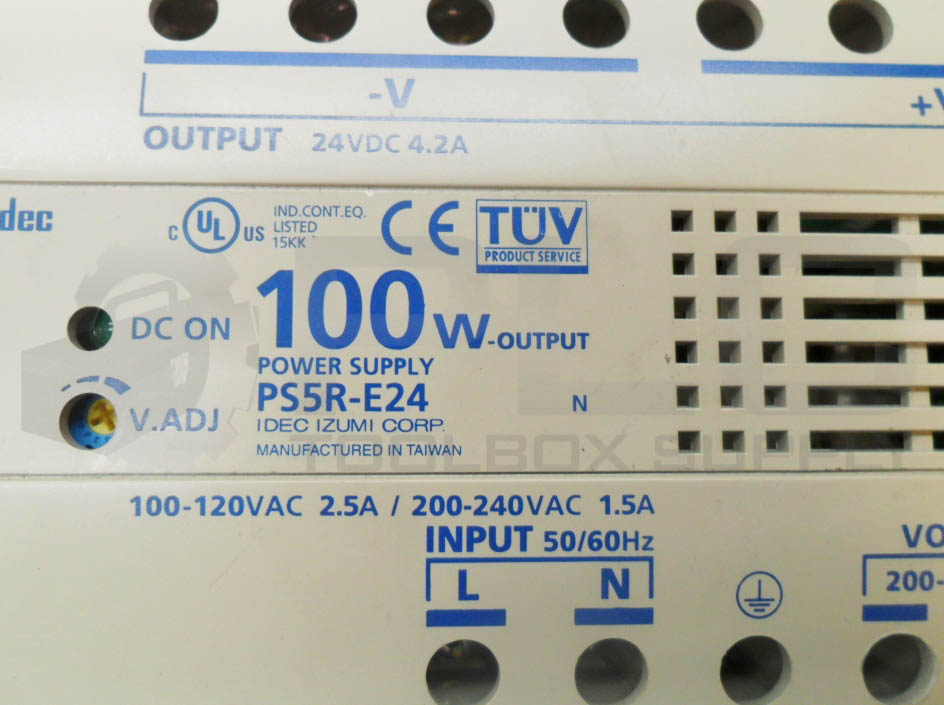 -V
OUTPUT 24VDC 4.2A
dec
C UL US
IND.CONT.EQ.
LISTED
15KK
CE
TÜV
PRODUCT SERVICE
100W-OUTPUT
DC ON
POWER SUPPLY
PS5R-E24
N
V.ADJ
IDEC IZUMI CORP.
MANUFACTURED IN TAIWAN
TOOLBOX SUPPLY
100-120VAC 2.5A / 200-240VAC 1.5A
INPUT 50/60Hz
L N
200-